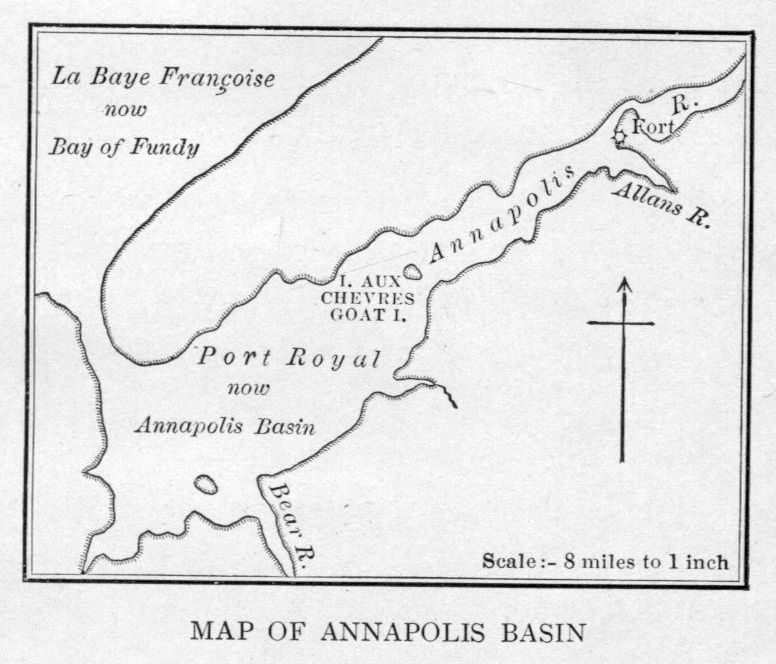 La Baye Françoise
now
Bay of Fundy
R.
Fort
Annapolis
Allans R.
I. AUX
CHEVRES
GOAT I.
Port Royal
now
Annapolis Basin
Bear R.
Scale:- 8 miles to 1 inch
MAP OF ANNAPOLIS BASIN